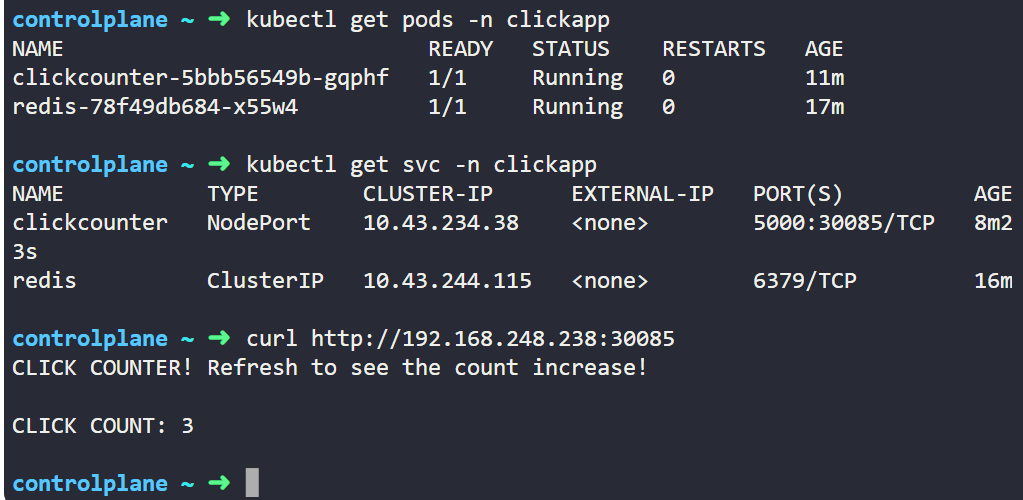 controlplane ~ ➜ kubectl get pods -n clickapp
NAME READY STATUS RESTARTS AGE
clickcounter-5bbb56549b-gqphf 1/1 Running 0 11m
redis-78f49db684-x55w4 1/1 Running 0 17m
controlplane ~ ➜ kubectl get svc -n clickapp
NAME TYPE CLUSTER-IP EXTERNAL-IP PORT(S) AGE
clickcounter NodePort 10.43.234.38 <none> 5000:30085/TCP 8m2
3s
redis ClusterIP 10.43.244.115 <none> 6379/TCP 16m
controlplane ~ ➜ curl http://192.168.248.238:30085
CLICK COUNTER! Refresh to see the count increase!
CLICK COUNT: 3
controlplane ~ ➜